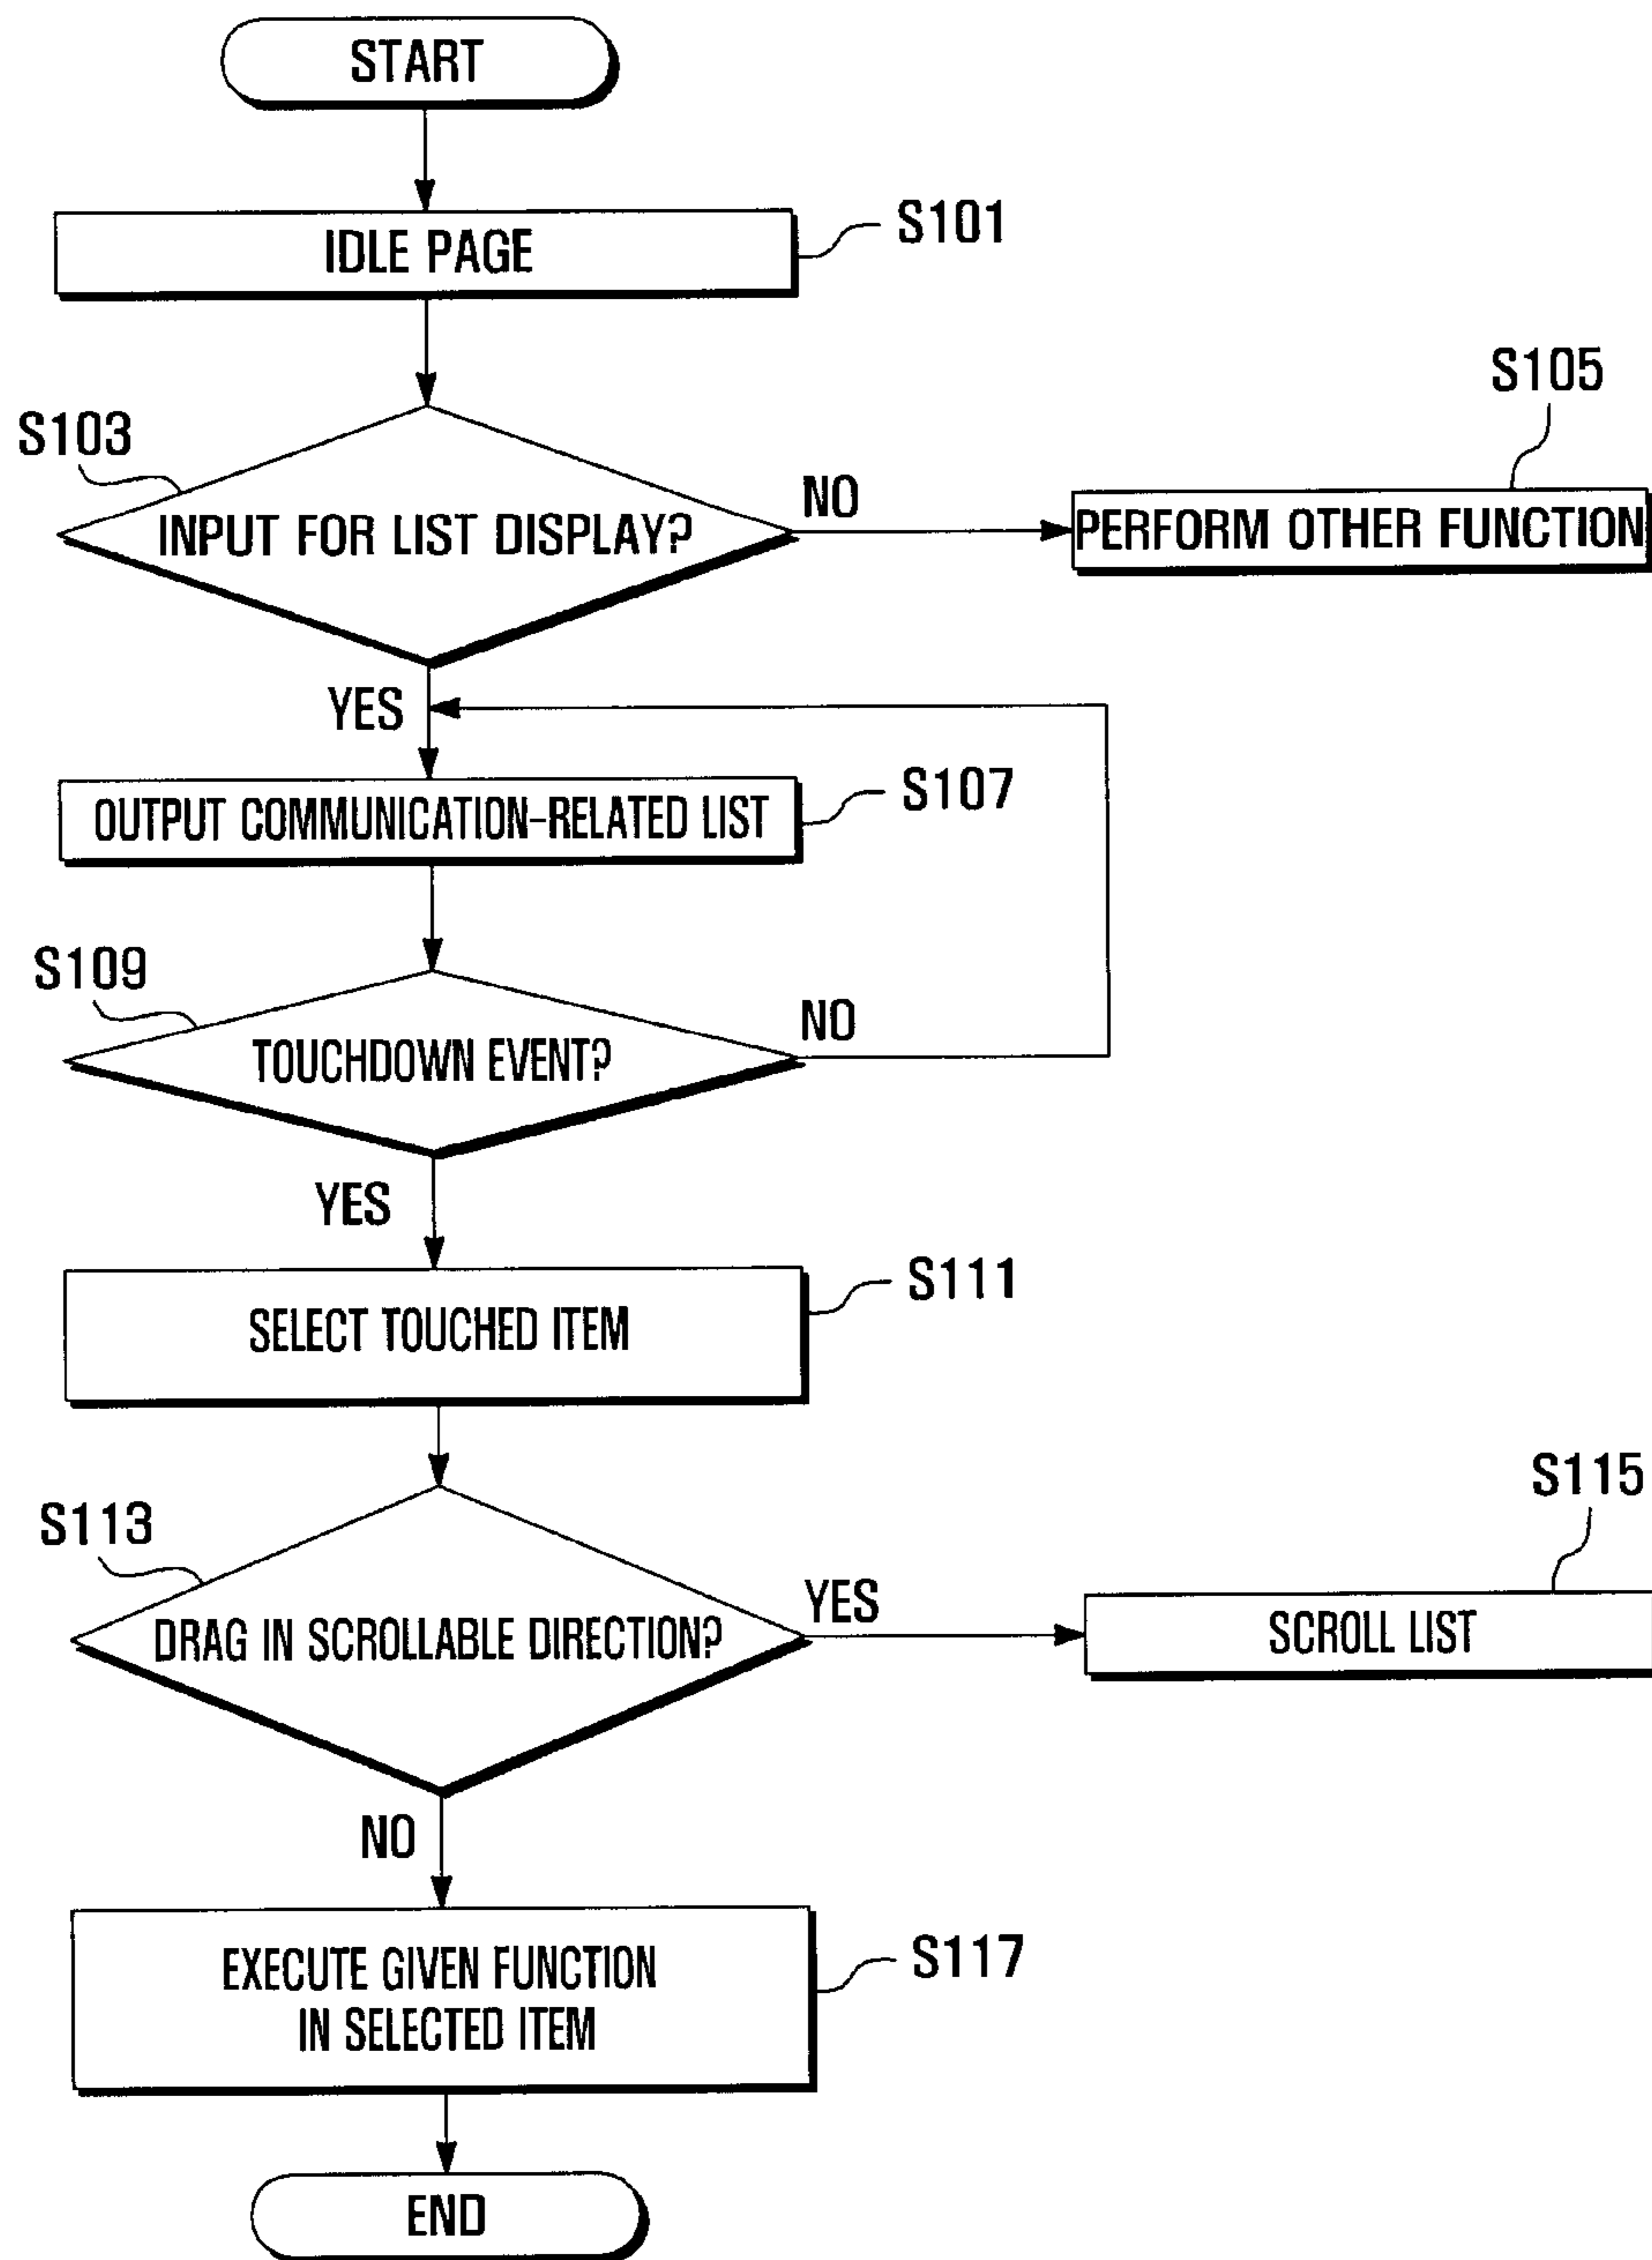 START
IDLE PAGE
S101
S103
INPUT FOR LIST DISPLAY?
NO
S105
PERFORM OTHER FUNCTION
YES
OUTPUT COMMUNICATION-RELATED LIST
S107
S109
TOUCHDOWN EVENT?
NO
YES
SELECT TOUCHED ITEM
S111
S113
DRAG IN SCROLLABLE DIRECTION?
YES
S115
SCROLL LIST
NO
EXECUTE GIVEN FUNCTION
IN SELECTED ITEM
S117
END